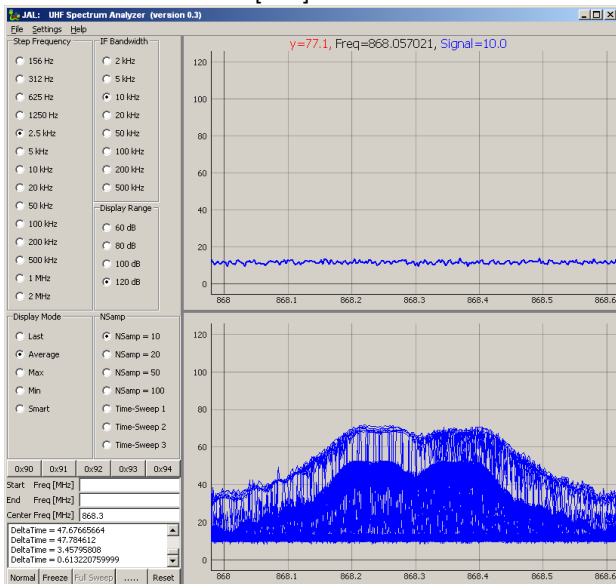 JAL: UHF Spectrum Analyzer (version 0.3)
File Settings Help
Step Frequency
156 Hz
312 Hz
625 Hz
1250 Hz
2.5 kHz
5 kHz
10 kHz
20 kHz
50 kHz
100 kHz
200 kHz
500 kHz
1 MHz
2 MHz
IF Bandwidth
2 kHz
5 kHz
10 kHz
20 kHz
50 kHz
100 kHz
200 kHz
500 kHz
Display Range
60 dB
80 dB
100 dB
120 dB
Display Mode
Last
Average
Max
Min
Smart
NSamp
NSamp = 10
NSamp = 20
NSamp = 50
NSamp = 100
Time-Sweep 1
Time-Sweep 2
Time-Sweep 3
0x90 0x91 0x92 0x93 0x94
Start Freq [MHz]
End Freq [MHz]
Center Freq [MHz] 868.3
DeltaTime = 47.67665664
DeltaTime = 47.784612
DeltaTime = 3.45795808
DeltaTime = 0.613220759999
Normal Freeze Full Sweep ..... Reset
y=77.1, Freq=868.057021, Signal=10.0
120
100
80
60
40
20
0
868 868.1 868.2 868.3 868.4 868.5 868.6
120
100
80
60
40
20
0
868 868.1 868.2 868.3 868.4 868.5 868.6